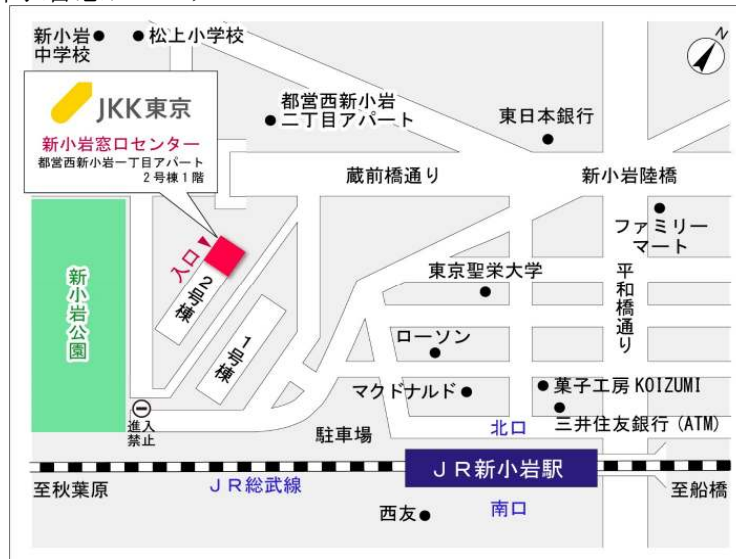 新小岩
中学校
松上小学校
N
JKK東京
新小岩窓口センター
都営西新小岩一丁目アパート
2号棟1階
都営西新小岩
二丁目アパート
東日本銀行
蔵前橋通り
新小岩陸橋
ファミリー
マート
入口
2号棟
1号棟
新小岩公園
東京聖栄大学
平和橋通り
ローソン
マクドナルド
菓子工房 KOIZUMI
三井住友銀行 (ATM)
進入
禁止
駐車場
北口
JR新小岩駅
至秋葉原
JR総武線
至船橋
西友
南口